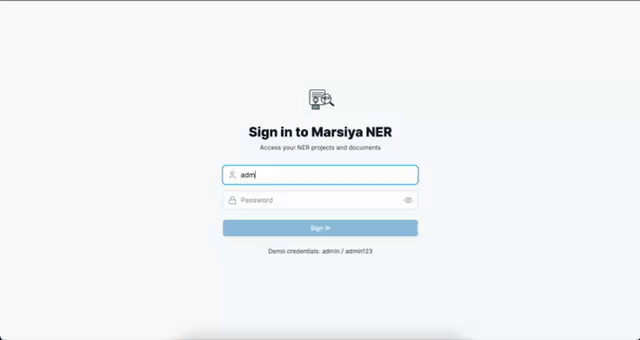 Sign in to Marsiya NER
Access your NER projects and documents
adm
Password
Sign in
Demo credentials: admin / admin123